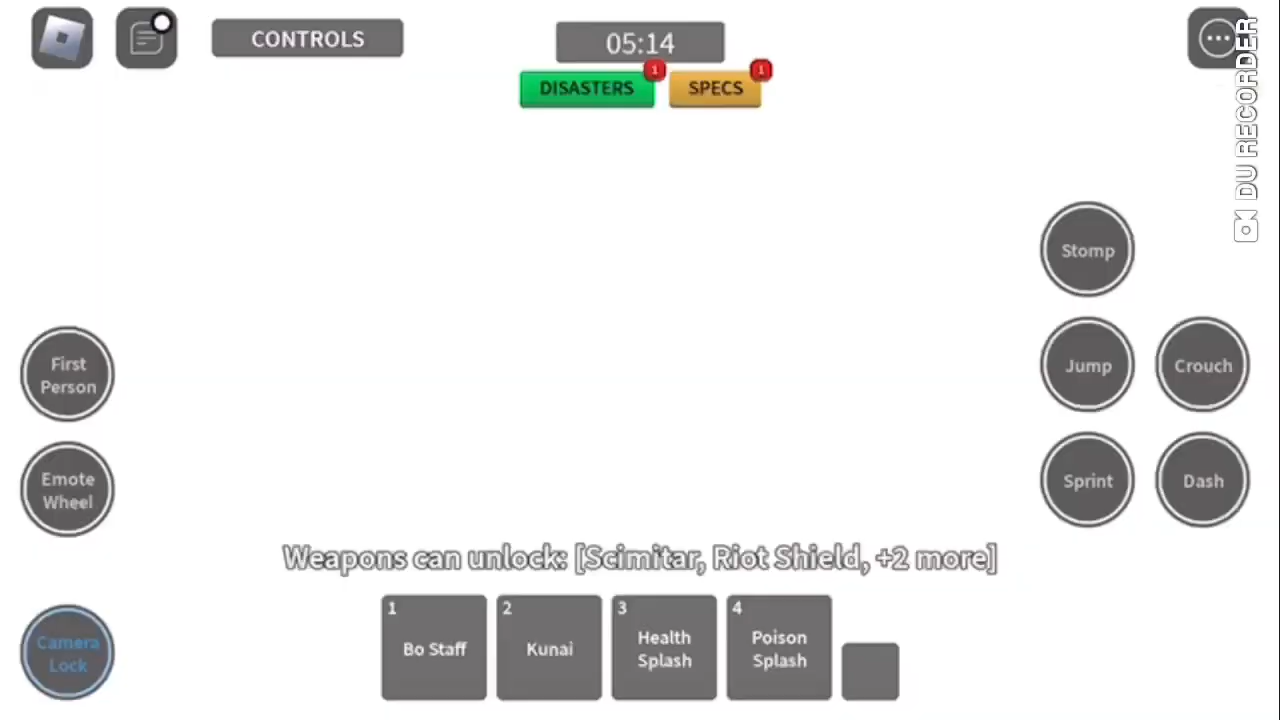 CONTROLS
05:14
DISASTERS
1
SPECS
1
DU RECORDER
Stomp
First
Person
Jump
Crouch
Emote
Wheel
Sprint
Dash
Weapons can unlock: [Scimitar, Riot Shield, +2 more]
Camera
Lock
1
Bo Staff
2
Kunai
3
Health
Splash
4
Poison
Splash